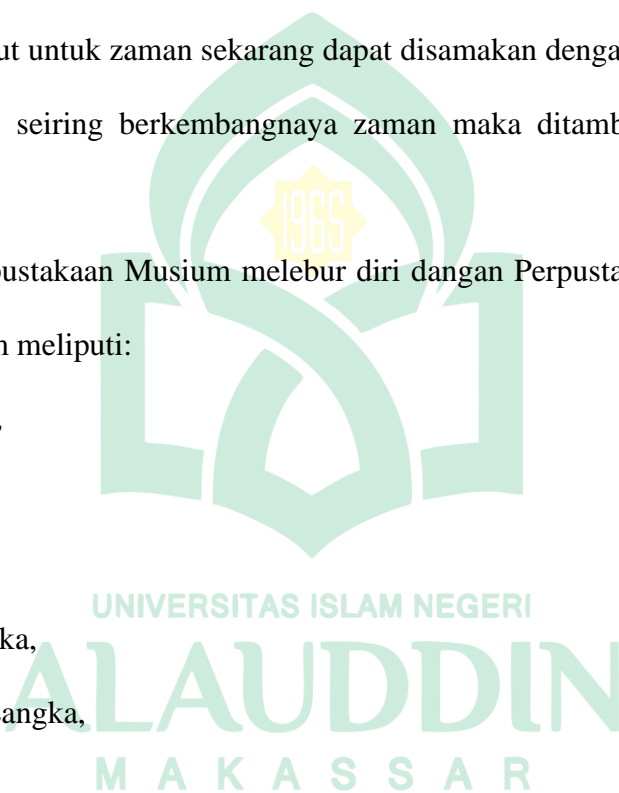 ut untuk zaman sekarang dapat disamakan denga
seiring berkembangnaya zaman maka ditamb
1965
pustakaan Musium melebur diri dangan Perpusta
n meliputi:
,
UNIVERSITAS ISLAM NEGERI
ka,
ALAUDDIN
angka,
MAKASSAR